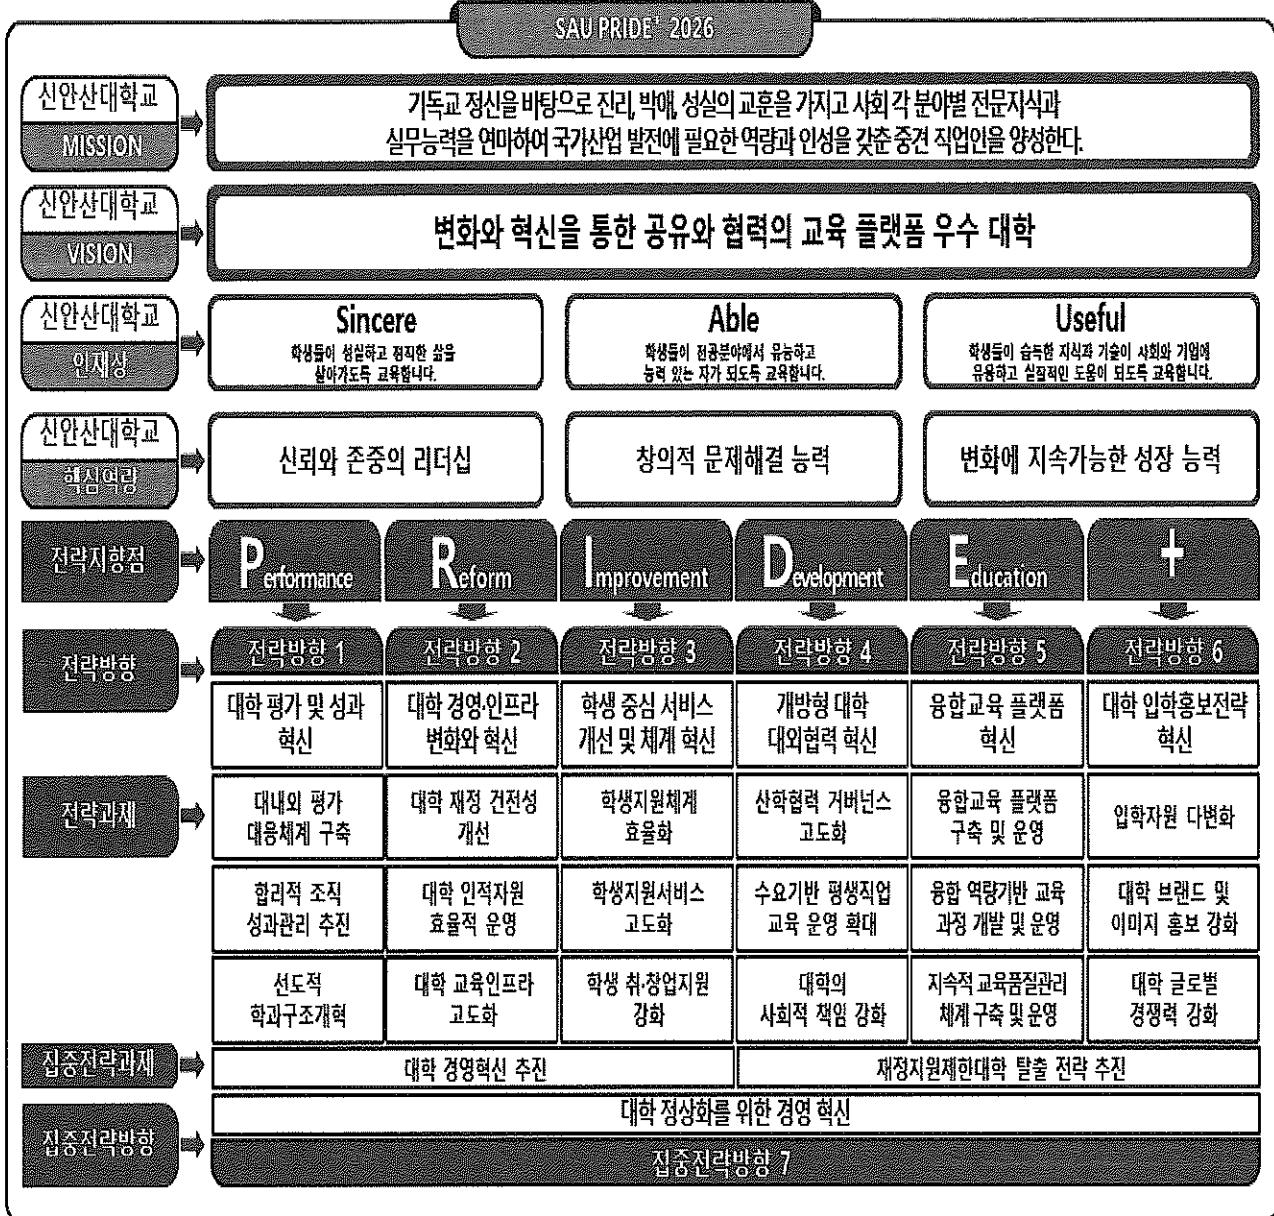 SAU PRIDE⁺ 2026
신안산대학교
MISSION
기독교 정신을 바탕으로 진리, 박애, 성실의 교훈을 가지고 사회 각 분야별 전문지식과
실무능력을 연마하여 국가산업 발전에 필요한 역량과 인성을 갖춘 중견 직업인을 양성한다.
신안산대학교
VISION
변화와 혁신을 통한 공유와 협력의 교육 플랫폼 우수 대학
신안산대학교
인재상
Sincere
학생들이 성실하고 정직한 삶을
살아가도록 교육합니다.
Able
학생들이 전공분야에서 유능하고
능력 있는 자가 되도록 교육합니다.
Useful
학생들이 습득한 지식과 기술이 사회와 기업에
유용하고 실질적인 도움이 되도록 교육합니다.
신안산대학교
핵심역량
신뢰와 존중의 리더십
창의적 문제해결 능력
변화에 지속가능한 성장 능력
전략지향점
Performance
Reform
Improvement
Development
Education
+
전략방향
전략방향 1
전략방향 2
전략방향 3
전략방향 4
전략방향 5
전략방향 6
대학 평가 및 성과
혁신
대학 경영·인프라
변화와 혁신
학생 중심 서비스
개선 및 체계 혁신
개방형 대학
대외협력 혁신
융합교육 플랫폼
혁신
대학 입학홍보전략
혁신
전략과제
대내외 평가
대응체계 구축
대학 재정 건전성
개선
학생지원체계
효율화
산학협력 거버넌스
고도화
융합교육 플랫폼
구축 및 운영
입학자원 다변화
합리적 조직
성과관리 추진
대학 인적자원
효율적 운영
학생지원서비스
고도화
수요기반 평생직업
교육 운영 확대
융합 역량기반 교육
과정 개발 및 운영
대학 브랜드 및
이미지 홍보 강화
선도적
학과구조개혁
대학 교육인프라
고도화
학생 취·창업지원
강화
대학의
사회적 책임 강화
지속적 교육품질관리
체계 구축 및 운영
대학 글로벌
경쟁력 강화
집중전략과제
대학 경영혁신 추진
재정지원제한대학 탈출 전략 추진
집중전략방향
대학 정상화를 위한 경영 혁신
집중전략방향 7